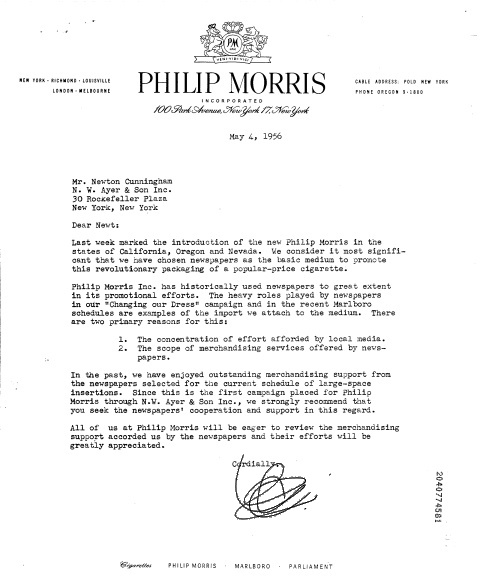 PM
NEW YORK · RICHMOND · LOUISVILLE
LONDON · MELBOURNE
PHILIP MORRIS
INCORPORATED
100 Park Avenue, New York 17, New York
CABLE ADDRESS, POLD NEW YORK
PHONE OREGON 9-1800
May 4, 1956
Mr. Newton Cunningham
N. W. Ayer & Son Inc.
30 Rockefeller Plaza
New York, New York
Dear Newt:
Last week marked the introduction of the new Philip Morris in the
states of California, Oregon and Nevada. We consider it most signifi-
cant that we have chosen newspapers as the basic medium to promote
this revolutionary packaging of a popular-price cigarette.
Philip Morris Inc. has historically used newspapers to great extent
in its promotional efforts. The heavy roles played by newspapers
in our "Changing our Dress" campaign and in the recent Marlboro
schedules are examples of the import we attach to the medium. There
are two primary reasons for this:
1. The concentration of effort afforded by local media.
2. The scope of merchandising services offered by news-
papers.
In the past, we have enjoyed outstanding merchandising support from
the newspapers selected for the current schedule of large-space
insertions. Since this is the first campaign placed for Philip
Morris through N.W. Ayer & Son Inc., we strongly recommend that
you seek the newspapers' cooperation and support in this regard.
All of us at Philip Morris will be eager to review the merchandising
support accorded us by the newspapers and their efforts will be
greatly appreciated.
Cordially,
2040774581
Cigarettes PHILIP MORRIS · MARLBORO · PARLIAMENT